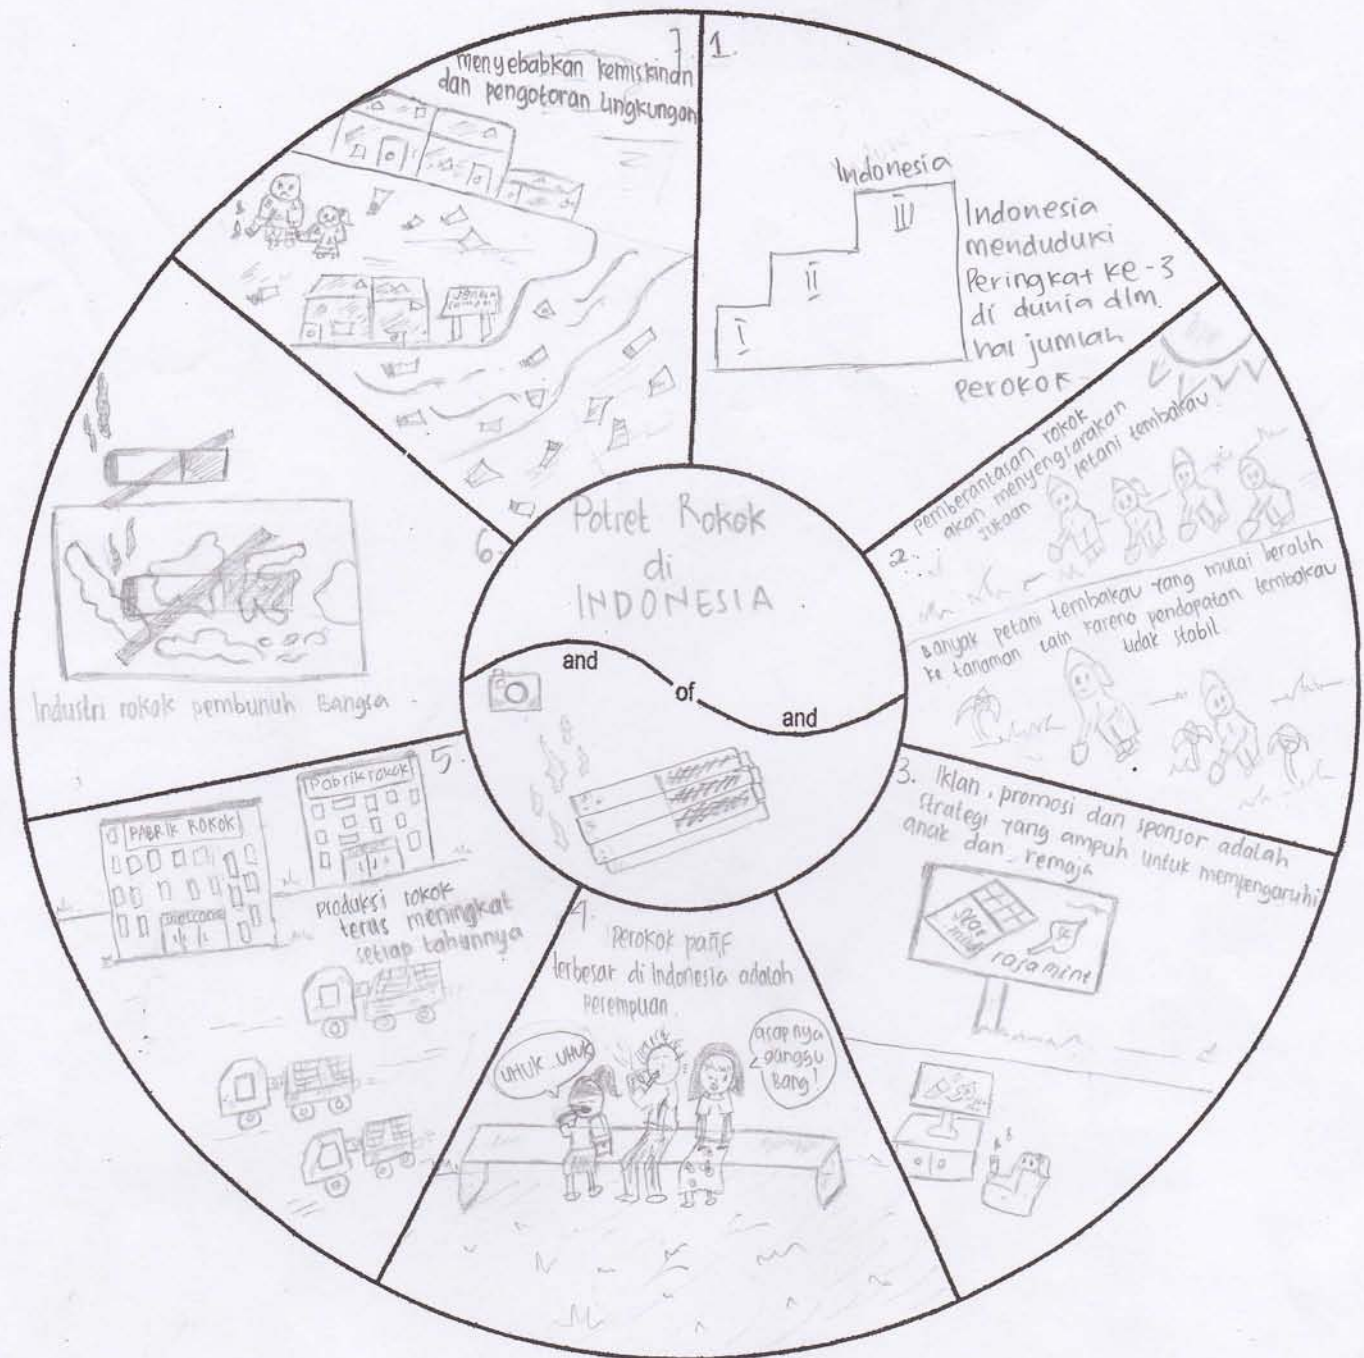 Potret Rokok
di
INDONESIA
and
of
and
1.
Indonesia
III
II
I
Indonesia
menduduki
Peringkat ke-3
di dunia dlm.
hal jumlah
perokok
2.
Pemberantasan rokok
akan menyengsarakan
jutaan petani tembakau.
Banyak petani tembakau yang mulai beralih
ke tanaman lain karena pendapatan tembakau
tidak stabil
3. Iklan, promosi dan sponsor adalah
strategi yang ampuh untuk mempengaruhi
anak dan remaja
rasa mint
4.
perokok pasif
terbesar di Indonesia adalah
perempuan.
UHUK..UHUK
asapnya
ganggu
Bang!
5.
PABRIK ROKOK
Pabrik rokok
produksi rokok
terus meningkat
setiap tahunnya
6.
Industri rokok pembunuh Bangsa.
7.
menyebabkan kemiskinan
dan pengotoran lingkungan